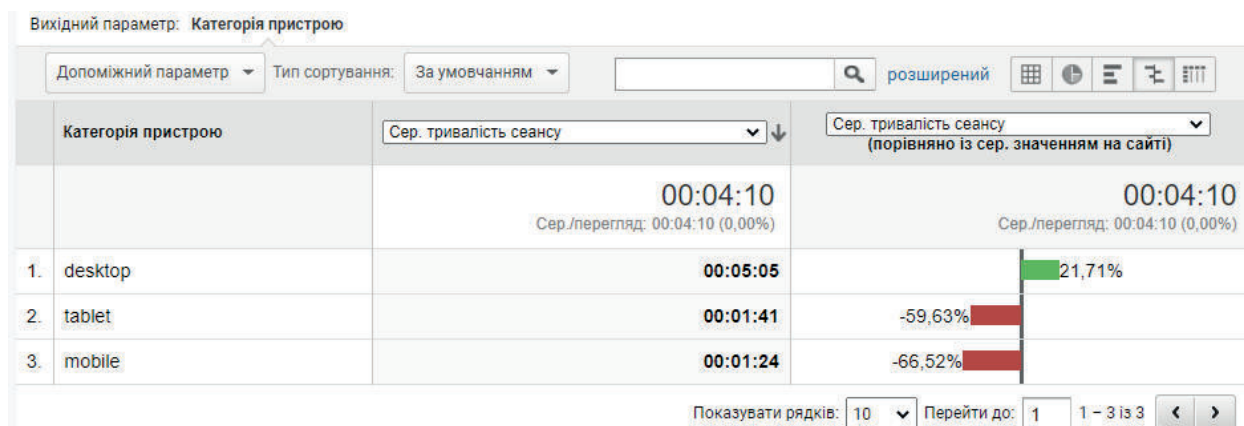 Вихідний параметр: Категорія пристрою
Допоміжний параметр Тип сортування: За умовчанням розширений
Категорія пристрою Сер. тривалість сеансу Сер. тривалість сеансу
(порівняно із сер. значенням на сайті)
00:04:10 00:04:10
Сер./перегляд: 00:04:10 (0,00%) Сер./перегляд: 00:04:10 (0,00%)
1. desktop 00:05:05 21,71%
2. tablet 00:01:41 -59,63%
3. mobile 00:01:24 -66,52%
Показувати рядків: 10 Перейти до: 1 1 – 3 із 3